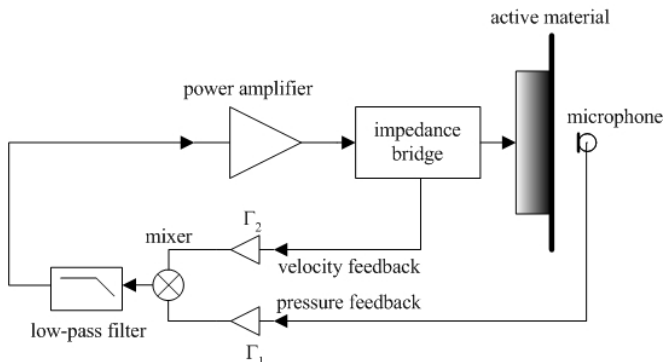 active material
power amplifier
impedance
bridge
microphone
Γ2
mixer
velocity feedback
pressure feedback
low-pass filter
Γ1